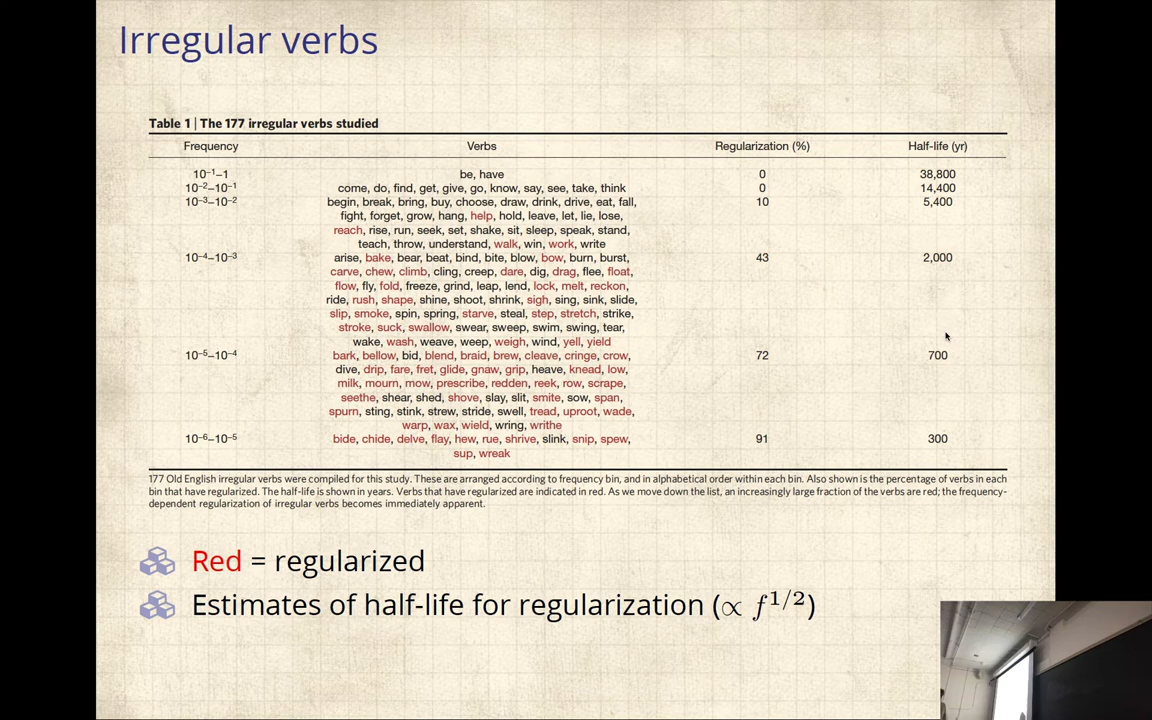 Irregular verbs
Table 1 | The 177 irregular verbs studied
Frequency Verbs Regularization (%) Half-life (yr)
10⁻¹–1 be, have 0 38,800
10⁻²–10⁻¹ come, do, find, get, give, go, know, say, see, take, think 0 14,400
10⁻³–10⁻² begin, break, bring, buy, choose, draw, drink, drive, eat, fall, 10 5,400
fight, forget, grow, hang, help, hold, leave, let, lie, lose,
reach, rise, run, seek, set, shake, sit, sleep, speak, stand,
teach, throw, understand, walk, win, work, write
10⁻⁴–10⁻³ arise, bake, bear, beat, bind, bite, blow, bow, burn, burst, 43 2,000
carve, chew, climb, cling, creep, dare, dig, drag, flee, float,
flow, fly, fold, freeze, grind, leap, lend, lock, melt, reckon,
ride, rush, shape, shine, shoot, shrink, sigh, sing, sink, slide,
slip, smoke, spin, spring, starve, steal, step, stretch, strike,
stroke, suck, swallow, swear, sweep, swim, swing, tear,
wake, wash, weave, weep, weigh, wind, yell, yield
10⁻⁵–10⁻⁴ bark, bellow, bid, blend, braid, brew, cleave, cringe, crow, 72 700
dive, drip, fare, fret, glide, gnaw, grip, heave, knead, low,
milk, mourn, mow, prescribe, redden, reek, row, scrape,
seethe, shear, shed, shove, slay, slit, smite, sow, span,
spurn, sting, stink, strew, stride, swell, tread, uproot, wade,
warp, wax, wield, wring, writhe
10⁻⁶–10⁻⁵ bide, chide, delve, flay, hew, rue, shrive, slink, snip, spew, 91 300
sup, wreak
177 Old English irregular verbs were compiled for this study. These are arranged according to frequency bin, and in alphabetical order within each bin. Also shown is the percentage of verbs in each
bin that have regularized. The half-life is shown in years. Verbs that have regularized are indicated in red. As we move down the list, an increasingly large fraction of the verbs are red; the frequency-
dependent regularization of irregular verbs becomes immediately apparent.
Red = regularized
Estimates of half-life for regularization (∝ f^{1/2})